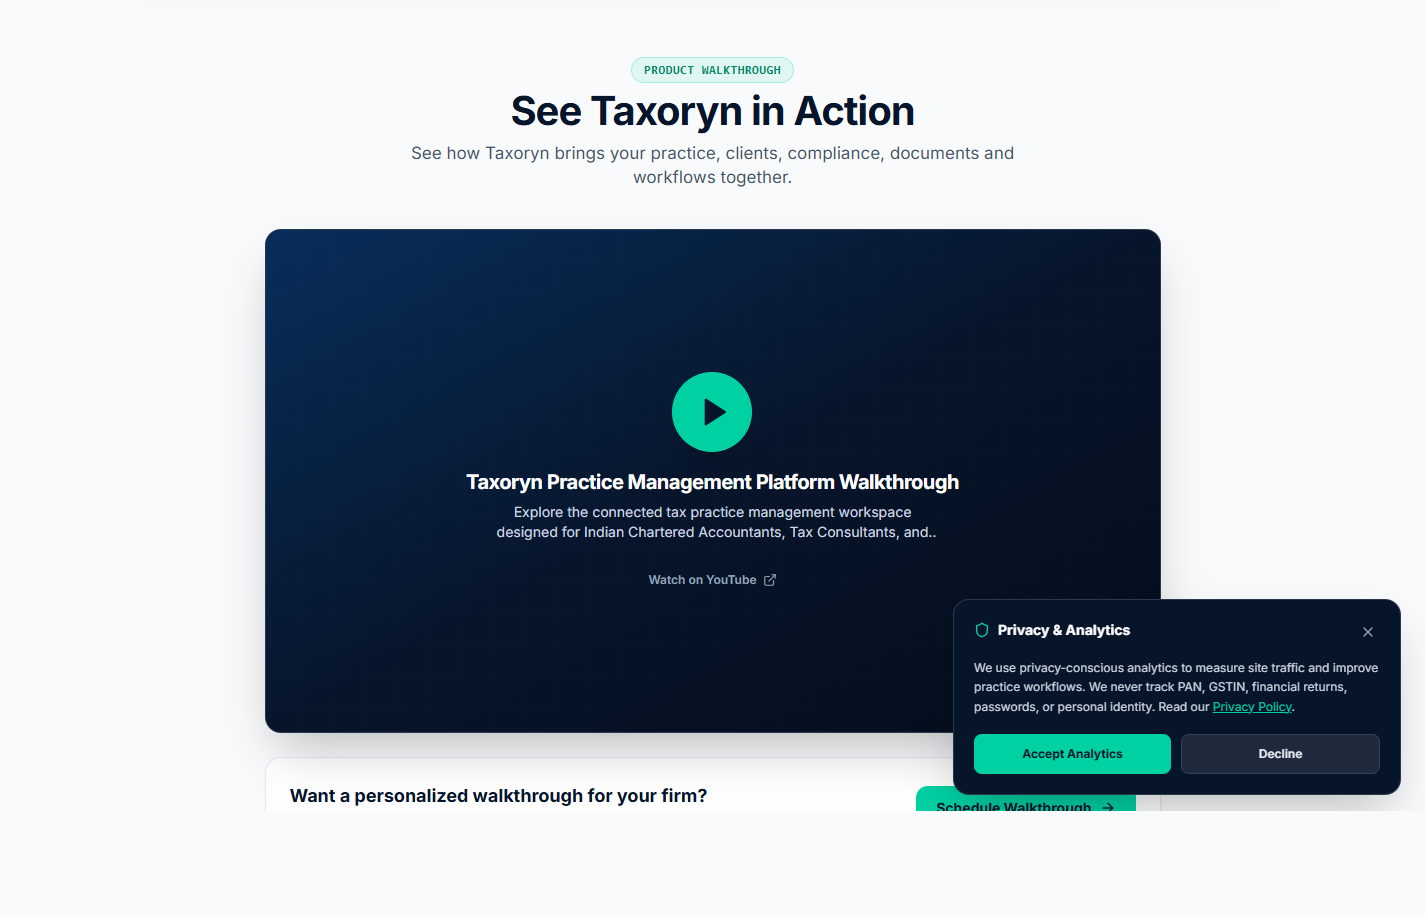 PRODUCT WALKTHROUGH
See Taxoryn in Action
See how Taxoryn brings your practice, clients, compliance, documents and
workflows together.
Taxoryn Practice Management Platform Walkthrough
Explore the connected tax practice management workspace
designed for Indian Chartered Accountants, Tax Consultants, and..
Watch on YouTube
Privacy & Analytics
We use privacy-conscious analytics to measure site traffic and improve
practice workflows. We never track PAN, GSTIN, financial returns,
passwords, or personal identity. Read our Privacy Policy.
Accept Analytics
Decline
Want a personalized walkthrough for your firm?
Schedule Walkthrough